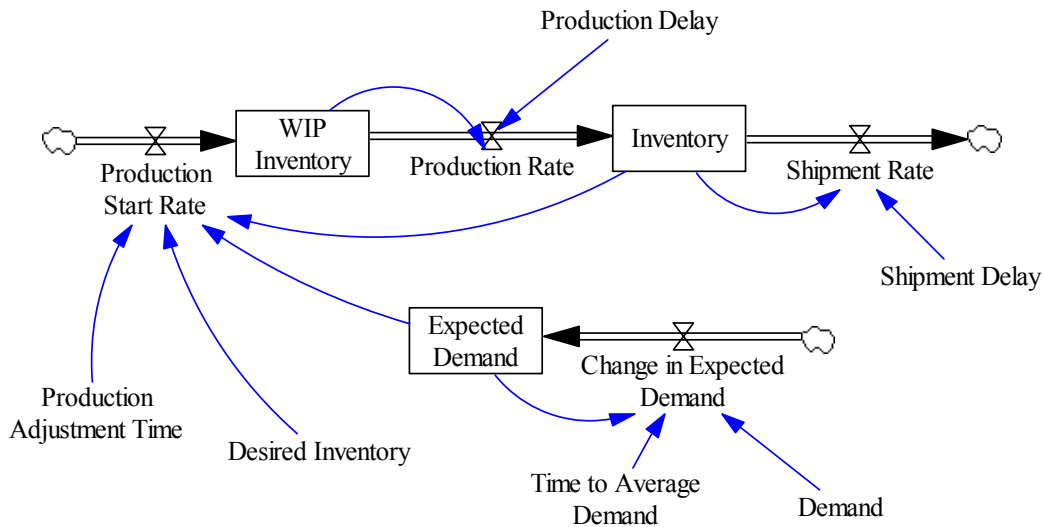 Production Delay
WIP
Inventory
Inventory
Production Rate
Shipment Rate
Production
Start Rate
Shipment Delay
Expected
Demand
Change in Expected
Demand
Production
Adjustment Time
Desired Inventory
Time to Average
Demand
Demand